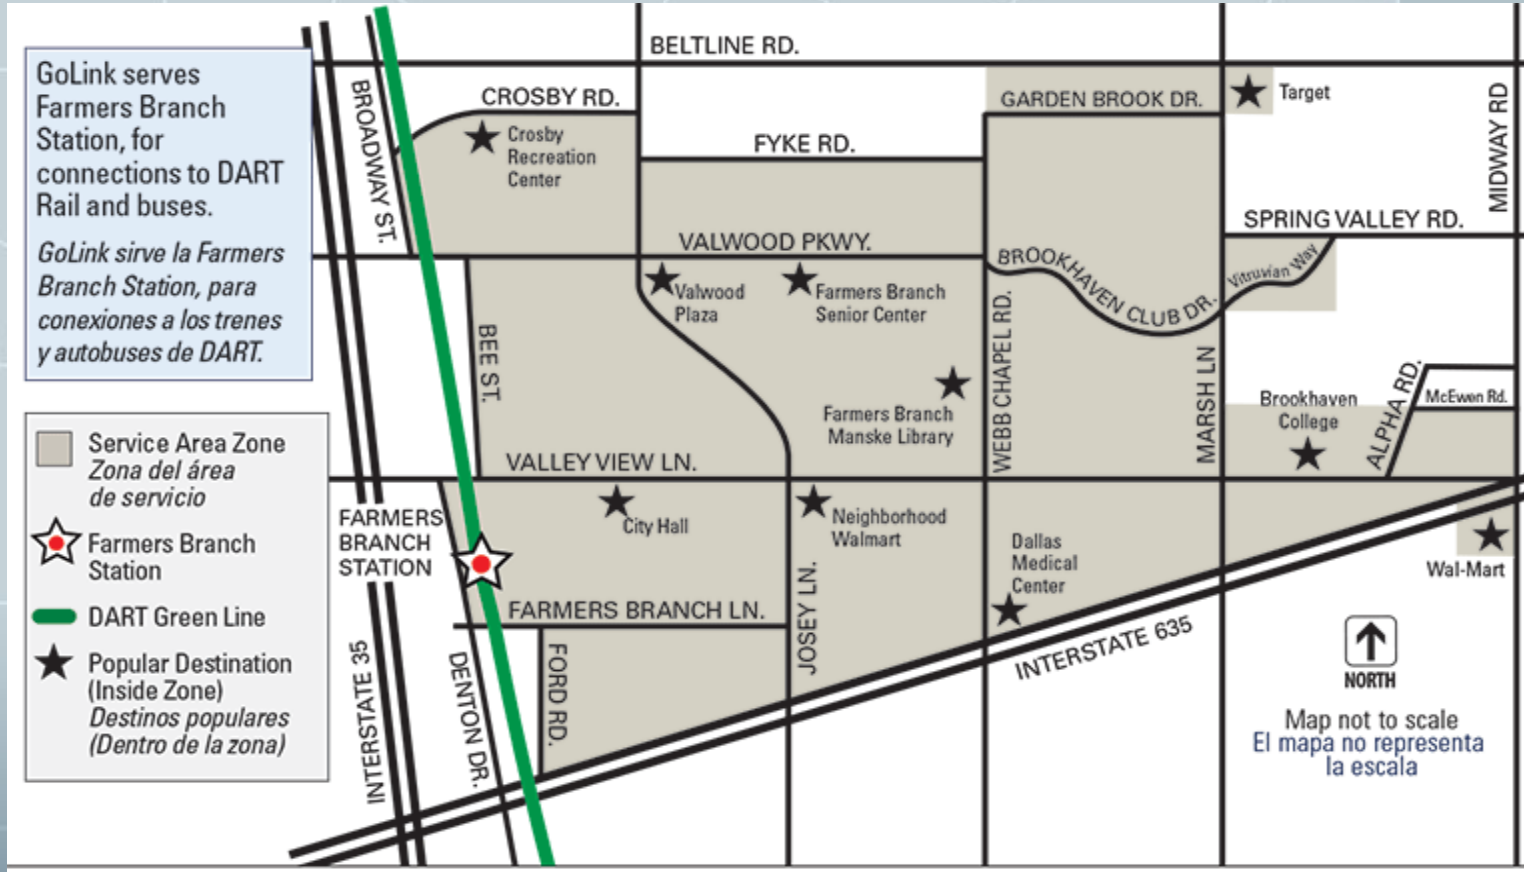 GoLink serves
Farmers Branch
Station, for
connections to DART
Rail and buses.
GoLink sirve la Farmers
Branch Station, para
conexiones a los trenes
y autobuses de DART.
Service Area Zone
Zona del área
de servicio
Farmers Branch
Station
DART Green Line
Popular Destination
(Inside Zone)
Destinos populares
(Dentro de la zona)
BELTLINE RD.
BROADWAY ST.
CROSBY RD.
Crosby
Recreation
Center
FYKE RD.
GARDEN BROOK DR.
Target
MIDWAY RD
SPRING VALLEY RD.
VALWOOD PKWY.
BROOKHAVEN CLUB DR.
Vitruvian Way
Valwood
Plaza
Farmers Branch
Senior Center
BEE ST.
WEBB CHAPEL RD.
MARSH LN
Farmers Branch
Manske Library
Brookhaven
College
ALPHA RD.
McEwen Rd.
VALLEY VIEW LN.
FARMERS
BRANCH
STATION
City Hall
Neighborhood
Walmart
Dallas
Medical
Center
Wal-Mart
FARMERS BRANCH LN.
JOSEY LN.
INTERSTATE 635
INTERSTATE 35
DENTON DR.
FORD RD.
NORTH
Map not to scale
El mapa no representa
la escala